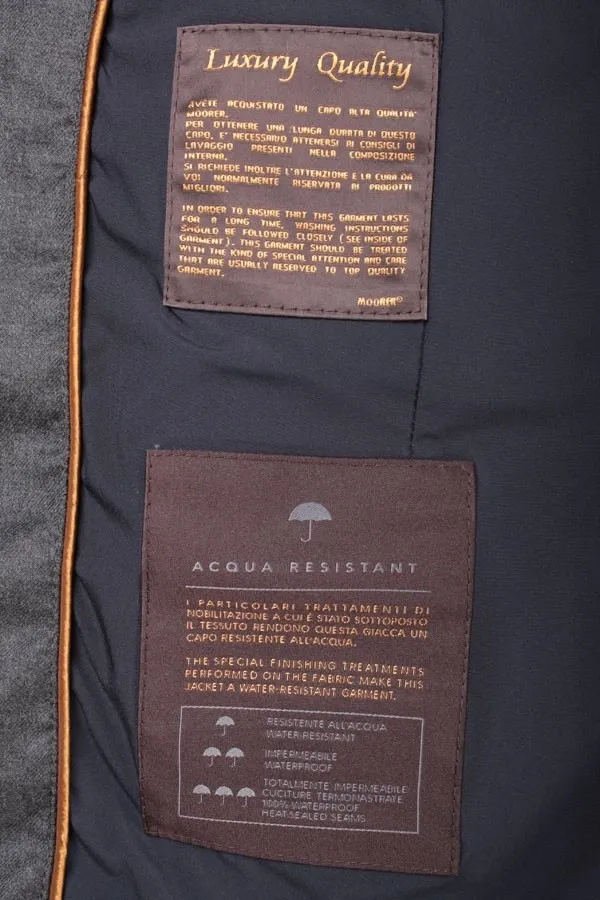 Luxury Quality
AVETE ACQUISTATO UN CAPO ALTA QUALITA'
MOORER.
PER OTTENERE UNA LUNGA DURATA DI QUESTO
CAPO, E' NECESSARIO ATTENERSI AI CONSIGLI DI
LAVAGGIO PRESENTI NELLA COMPOSIZIONE
INTERNA.
SI RICHIEDE INOLTRE L'ATTENZIONE E LA CURA DA
VOI NORMALMENTE RISERVATA AI PRODOTTI
MIGLIORI.
IN ORDER TO ENSURE THAT THIS GARMENT LASTS
FOR A LONG TIME, WASHING INSTRUCTIONS
SHOULD BE FOLLOWED CLOSELY (SEE INSIDE OF
GARMENT). THIS GARMENT SHOULD BE TREATED
WITH THE KIND OF SPECIAL ATTENTION AND CARE
THAT ARE USUALLY RESERVED TO TOP QUALITY
GARMENT.
MOORER®
ACQUA RESISTANT
I PARTICOLARI TRATTAMENTI DI
NOBILITAZIONE A CUI É STATO SOTTOPOSTO
IL TESSUTO RENDONO QUESTA GIACCA UN
CAPO RESISTENTE ALL'ACQUA.
THE SPECIAL FINISHING TREATMENTS
PERFORMED ON THE FABRIC MAKE THIS
JACKET A WATER-RESISTANT GARMENT.
RESISTENTE ALL'ACQUA
WATER-RESISTANT
IMPERMEABILE
WATERPROOF
TOTALMENTE IMPERMEABILE
CUCITURE TERMONASTRATE
100% WATERPROOF
HEAT-SEALED SEAMS